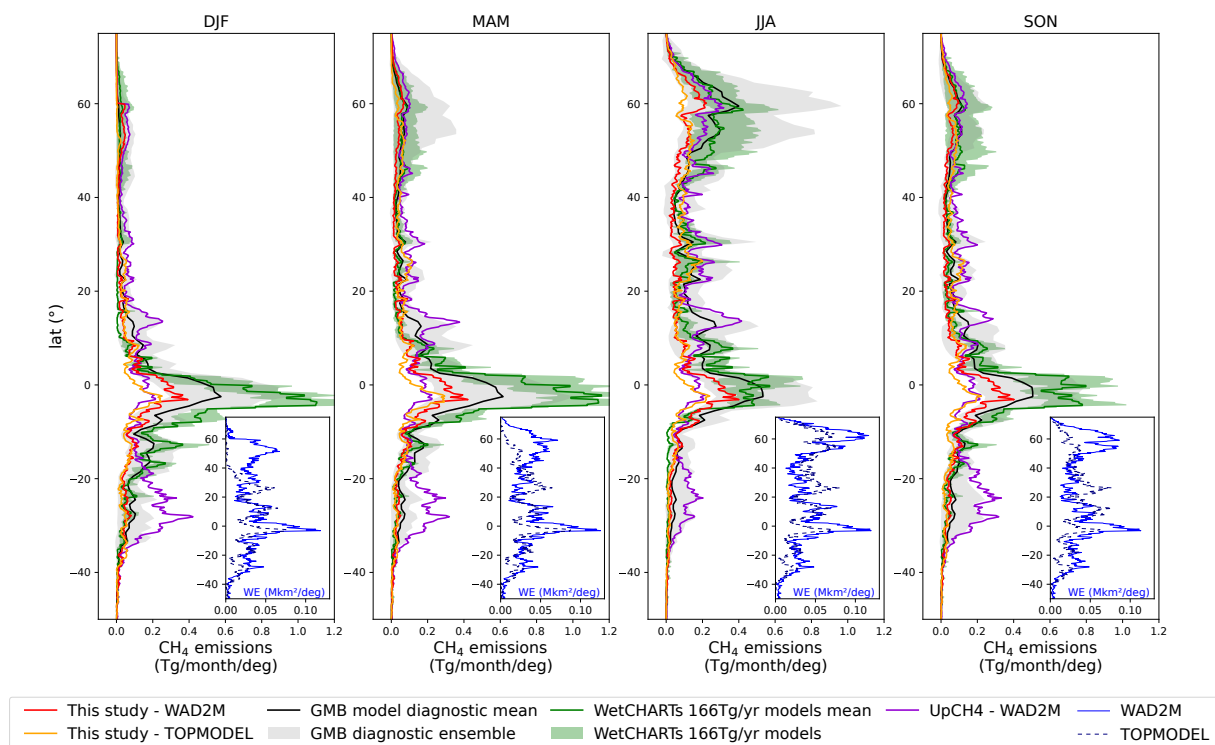 DJF
MAM
JJA
SON
lat (°)
60
40
20
0
−20
−40
60
40
20
0
−20
−40
60
40
20
0
−20
−40
60
40
20
0
−20
−40
60
40
20
0
−20
−40
WE (Mkm²/deg)
0.00 0.05 0.10
60
40
20
0
−20
−40
WE (Mkm²/deg)
0.00 0.05 0.10
60
40
20
0
−20
−40
WE (Mkm²/deg)
0.00 0.05 0.10
60
40
20
0
−20
−40
WE (Mkm²/deg)
0.00 0.05 0.10
0.0 0.2 0.4 0.6 0.8 1.0 1.2
0.0 0.2 0.4 0.6 0.8 1.0 1.2
0.0 0.2 0.4 0.6 0.8 1.0 1.2
0.0 0.2 0.4 0.6 0.8 1.0 1.2
CH₄ emissions
(Tg/month/deg)
CH₄ emissions
(Tg/month/deg)
CH₄ emissions
(Tg/month/deg)
CH₄ emissions
(Tg/month/deg)
This study - WAD2M
This study - TOPMODEL
GMB model diagnostic mean
GMB diagnostic ensemble
WetCHARTs 166Tg/yr models mean
WetCHARTs 166Tg/yr models
UpCH4 - WAD2M
WAD2M
TOPMODEL